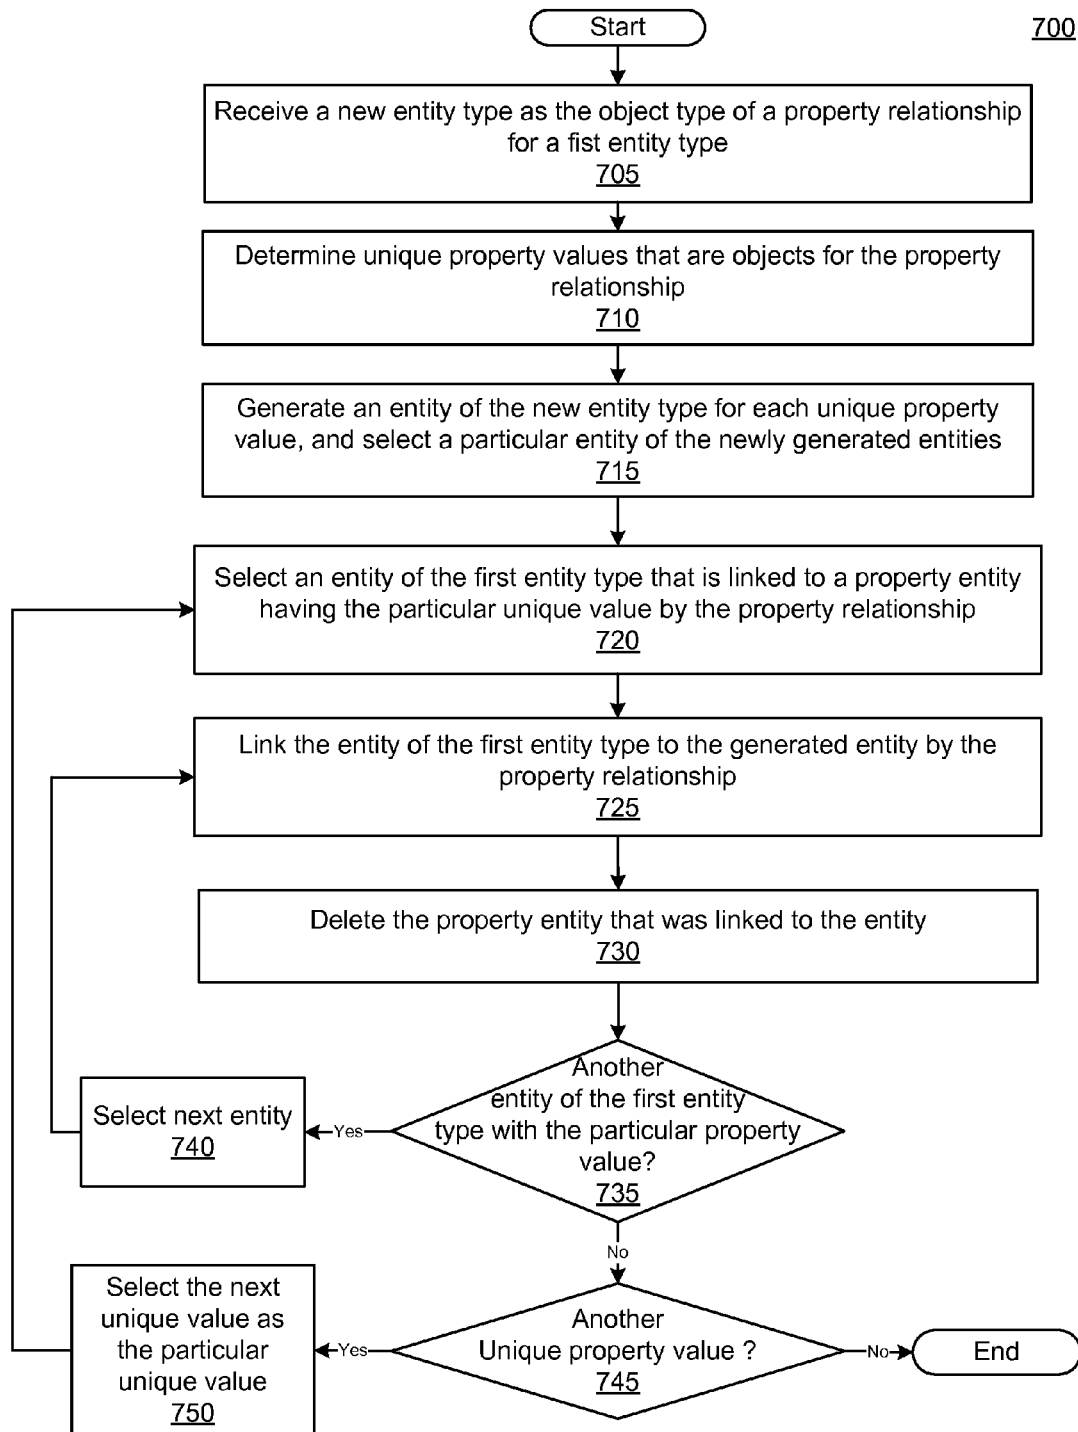 Start
700
Receive a new entity type as the object type of a property relationship
for a fist entity type
705
Determine unique property values that are objects for the property
relationship
710
Generate an entity of the new entity type for each unique property
value, and select a particular entity of the newly generated entities
715
Select an entity of the first entity type that is linked to a property entity
having the particular unique value by the property relationship
720
Link the entity of the first entity type to the generated entity by the
property relationship
725
Delete the property entity that was linked to the entity
730
Another
entity of the first entity
type with the particular property
value?
735
Yes
Select next entity
740
No
Another
Unique property value ?
745
Yes
Select the next
unique value as
the particular
unique value
750
No
End